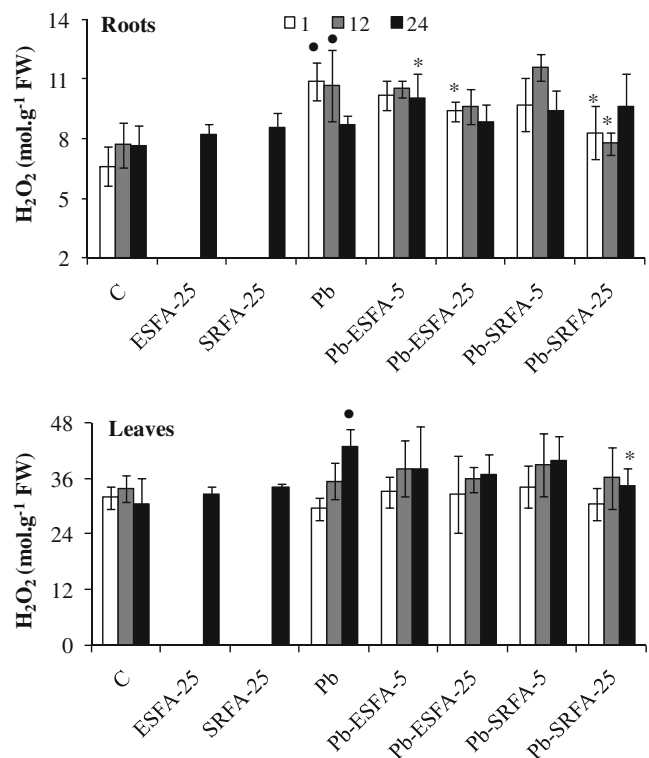 Roots
1 12 24
H₂O₂ (mol.g⁻¹ FW)
14
11
8
5
2
• •
* * * *
C ESFA-25 SRFA-25 Pb Pb-ESFA-5 Pb-ESFA-25 Pb-SRFA-5 Pb-SRFA-25
Leaves
H₂O₂ (mol.g⁻¹ FW)
48
36
24
12
0
•
*
C ESFA-25 SRFA-25 Pb Pb-ESFA-5 Pb-ESFA-25 Pb-SRFA-5 Pb-SRFA-25